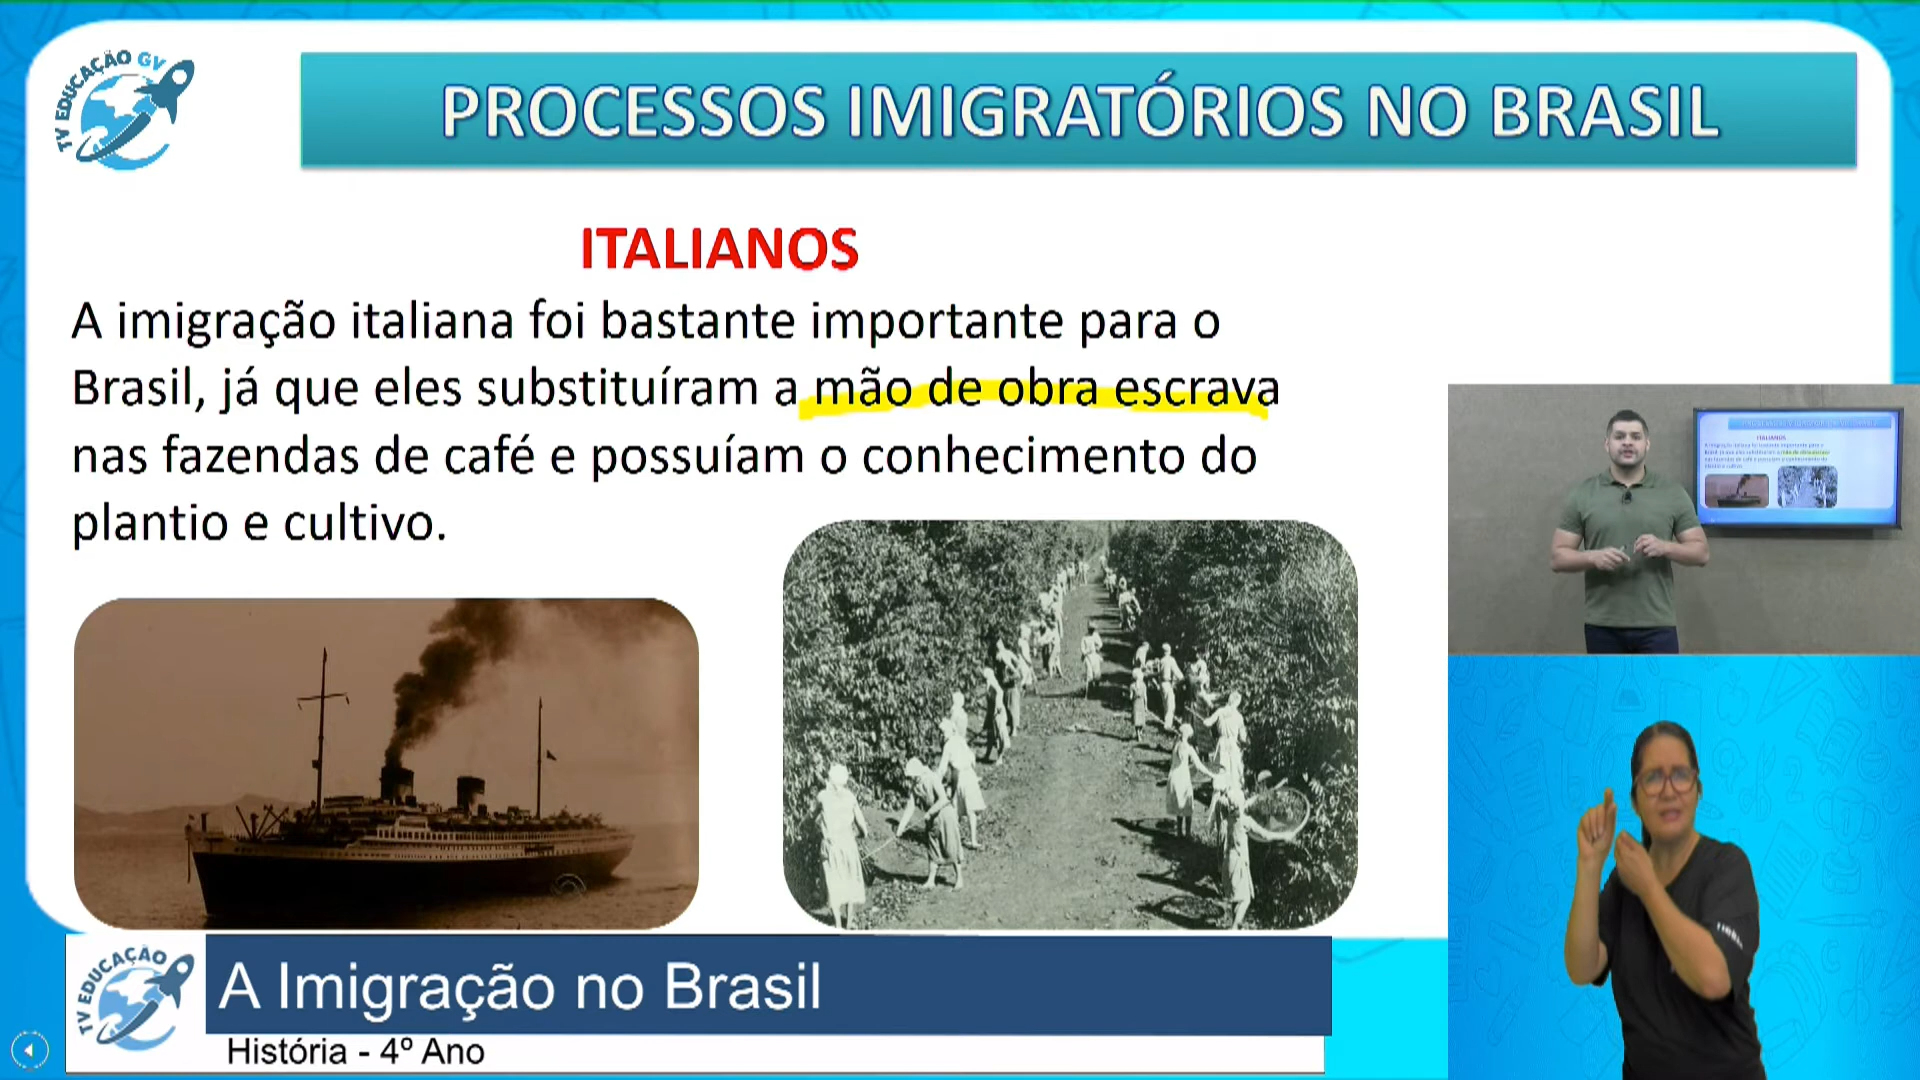 TV EDUCAÇÃO GV
PROCESSOS IMIGRATÓRIOS NO BRASIL
ITALIANOS
A imigração italiana foi bastante importante para o
Brasil, já que eles substituíram a mão de obra escrava
nas fazendas de café e possuíam o conhecimento do
plantio e cultivo.
ITALIANOS
TV EDUCAÇÃO
A Imigração no Brasil
História - 4º Ano